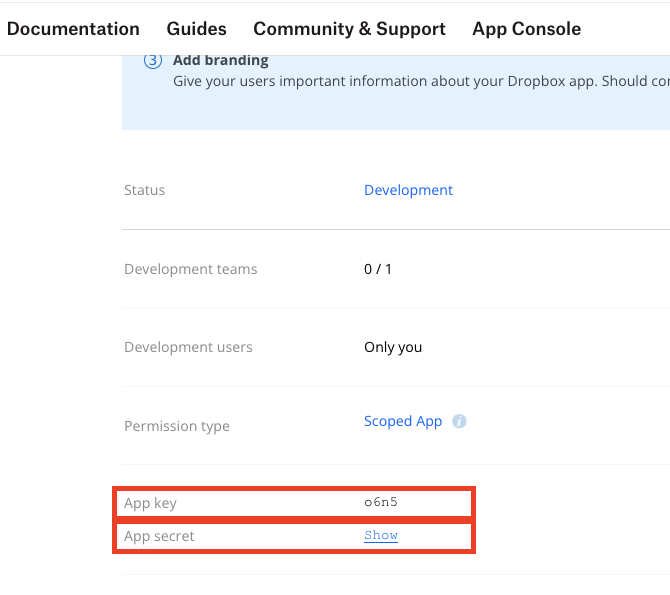 Documentation Guides Community & Support App Console
3 Add branding
Give your users important information about your Dropbox app. Should
Status Development
Development teams 0 / 1
Development users Only you
Permission type Scoped App i
App key o6n5
App secret Show